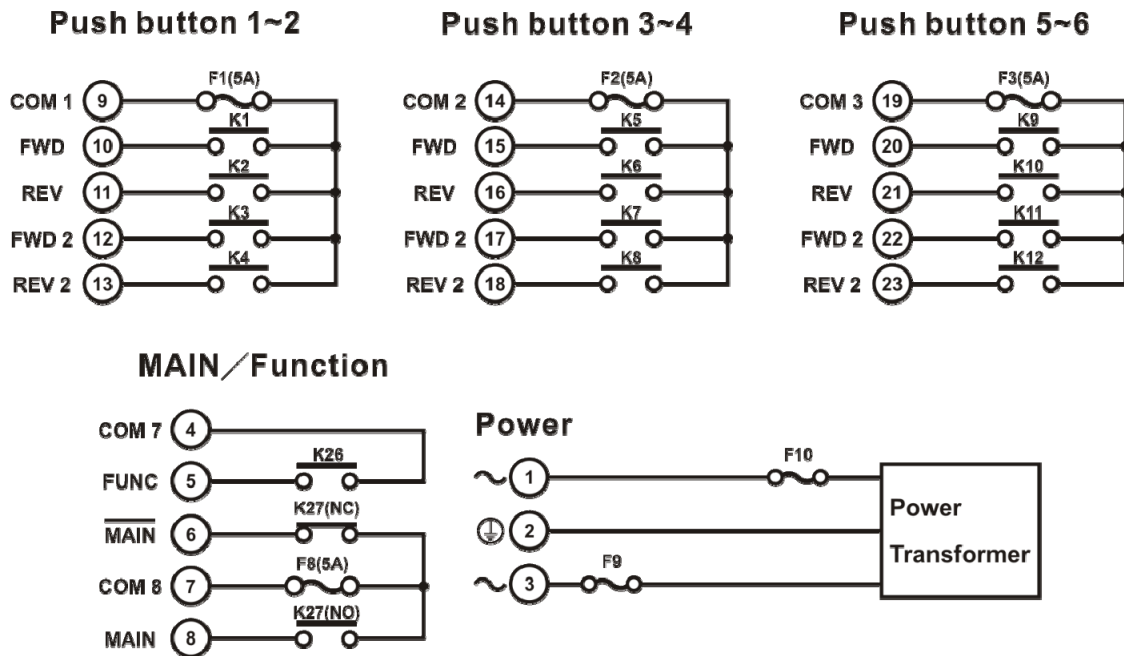 Push button 1~2
F1(5A)
COM 1 9
K1
FWD 10
K2
REV 11
K3
FWD 2 12
K4
REV 2 13
Push button 3~4
F2(5A)
COM 2 14
K5
FWD 15
K6
REV 16
K7
FWD 2 17
K8
REV 2 18
Push button 5~6
F3(5A)
COM 3 19
K9
FWD 20
K10
REV 21
K11
FWD 2 22
K12
REV 2 23
MAIN／Function
COM 7 4
K26
FUNC 5
K27(NC)
MAIN 6
F8(5A)
COM 8 7
K27(NO)
MAIN 8
Power
F10
~ 1
2
F9
~ 3
Power
Transformer